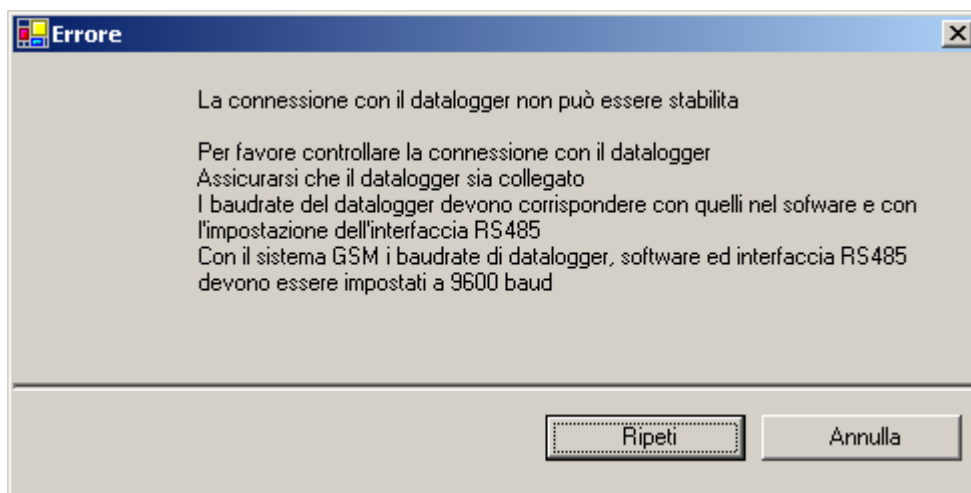 Errore
La connessione con il datalogger non può essere stabilita
Per favore controllare la connessione con il datalogger
Assicurarsi che il datalogger sia collegato
I baudrate del datalogger devono corrispondere con quelli nel sofware e con
l'impostazione dell'interfaccia RS485
Con il sistema GSM i baudrate di datalogger, software ed interfaccia RS485
devono essere impostati a 9600 baud
Ripeti
Annulla